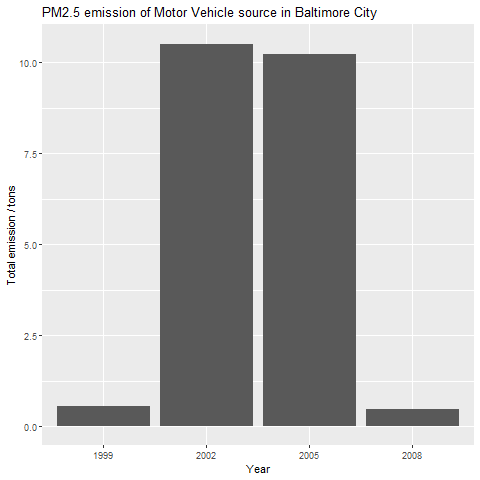 PM2.5 emission of Motor Vehicle source in Baltimore City
Total emission / tons
10.0
7.5
5.0
2.5
0.0
1999 2002 2005 2008
Year